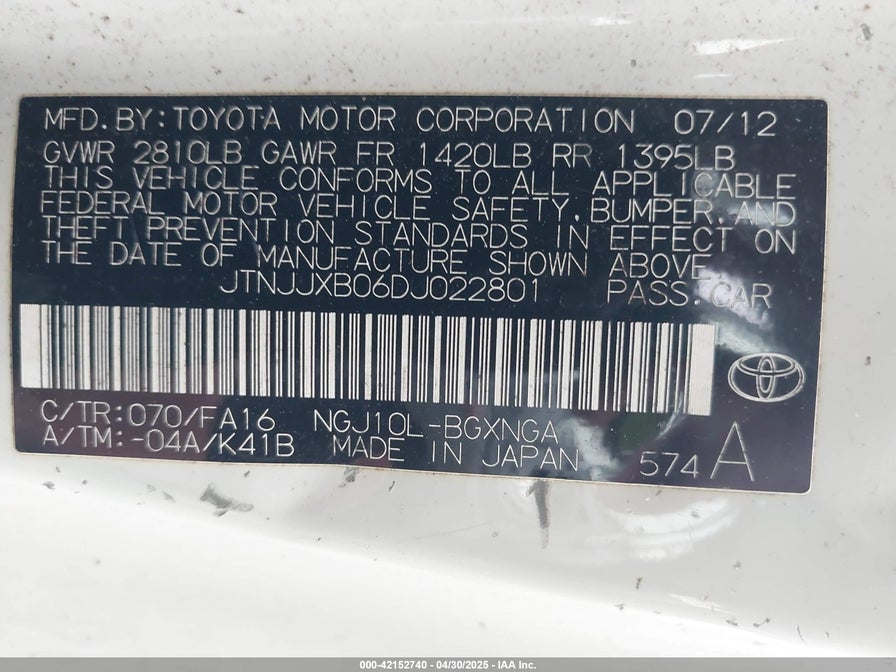 MFD.BY:TOYOTA MOTOR CORPORATION 07/12
GVWR 2810LB GAWR FR 1420LB RR 1395LB
THIS VEHICLE CONFORMS TO ALL APPLICABLE
FEDERAL MOTOR VEHICLE SAFETY,BUMPER,AND
THEFT PREVENTION STANDARDS IN EFFECT ON
THE DATE OF MANUFACTURE SHOWN ABOVE.
JTNJJXB06DJ022801 PASS.CAR
C/TR:070/FA16 NGJ10L-BGXNGA
A/TM:-04A/K41B MADE IN JAPAN 574A
000-42152740 - 04/30/2025 - IAA Inc.